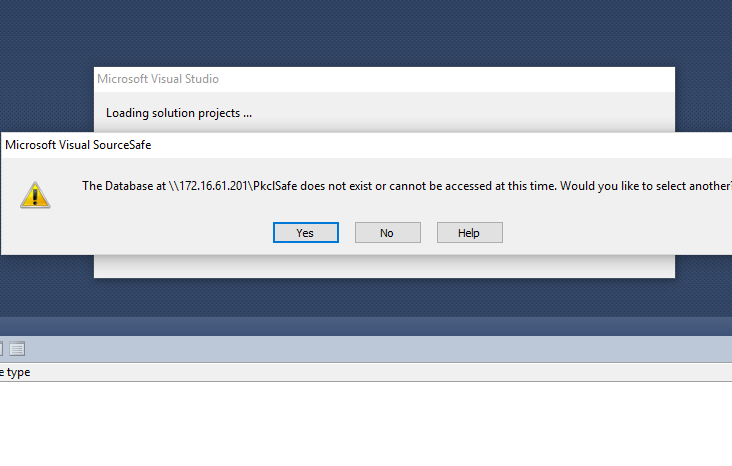 Microsoft Visual Studio
Loading solution projects ...
Microsoft Visual SourceSafe
The Database at \\172.16.61.201\PkclSafe does not exist or cannot be accessed at this time. Would you like to select another?
Yes
No
Help
e type